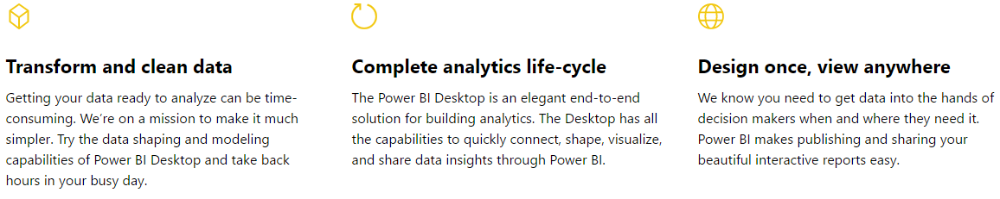 Transform and clean data
Getting your data ready to analyze can be time-
consuming. We’re on a mission to make it much
simpler. Try the data shaping and modeling
capabilities of Power BI Desktop and take back
hours in your busy day.
Complete analytics life-cycle
The Power BI Desktop is an elegant end-to-end
solution for building analytics. The Desktop has all
the capabilities to quickly connect, shape, visualize,
and share data insights through Power BI.
Design once, view anywhere
We know you need to get data into the hands of
decision makers when and where they need it.
Power BI makes publishing and sharing your
beautiful interactive reports easy.